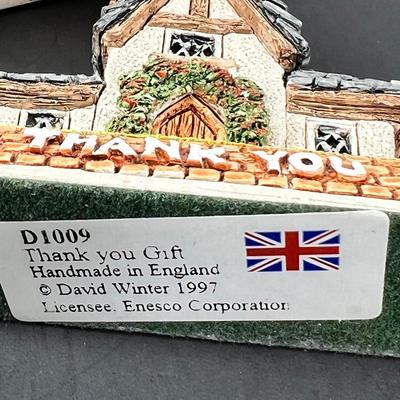 THANK YOU
D1009
Thank you Gift
Handmade in England
© David Winter 1997
Licensee, Enesco Corporation